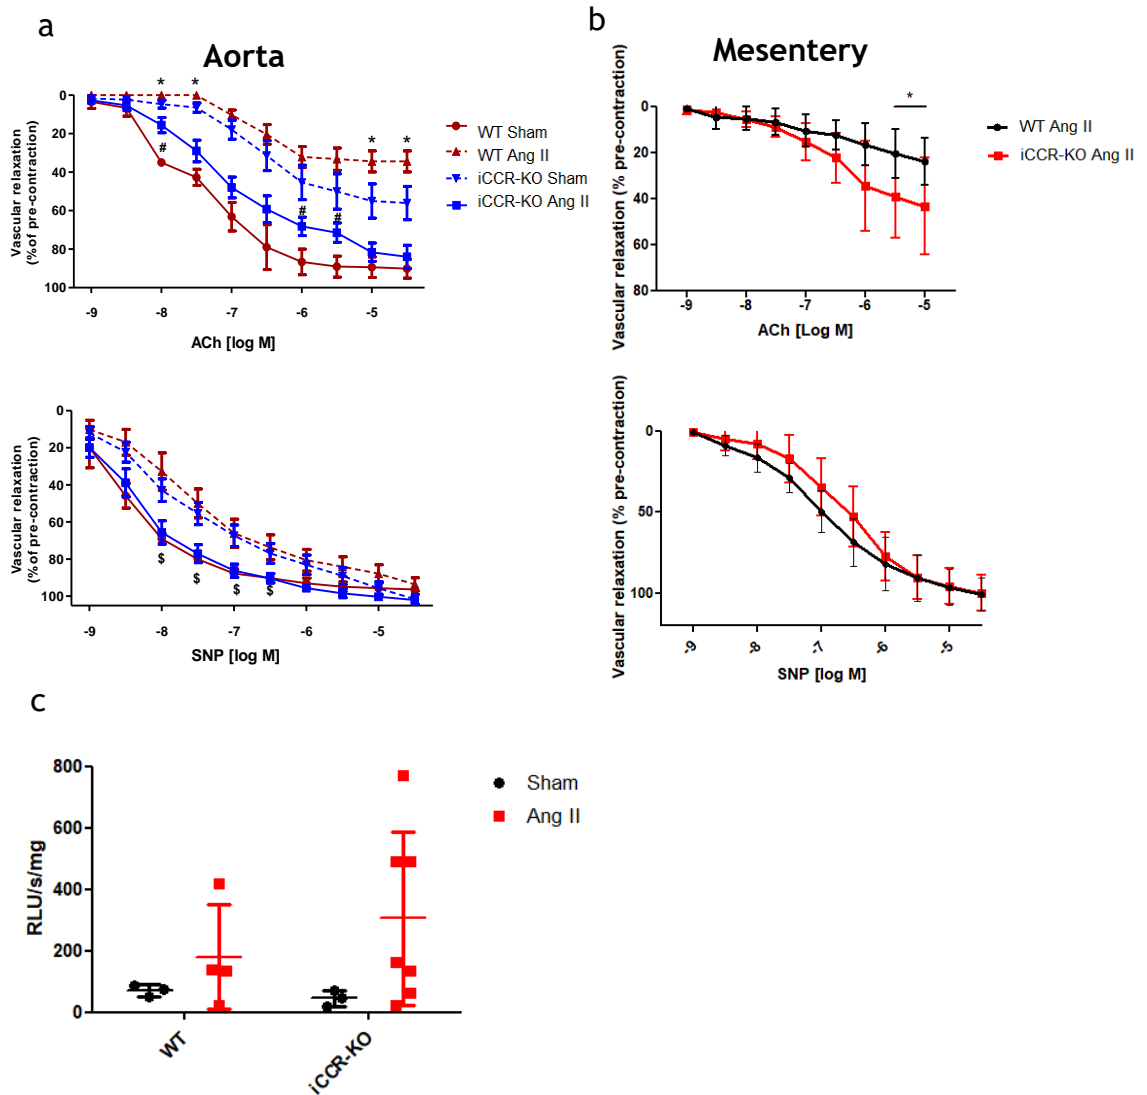 a
Aorta
* * * *
# # #
0
20
40
60
80
100
Vascular relaxation
(%of pre-contraction)
-9 -8 -7 -6 -5
ACh [log M]
WT Sham
WT Ang II
iCCR-KO Sham
iCCR-KO Ang II
0
20
40
60
80
100
Vascular relaxation
(%of pre-contraction)
$ $ $ $
-9 -8 -7 -6 -5
SNP [log M]
b
Mesentery
*
0
20
40
60
80
Vascular relaxation (% pre-contraction)
-9 -8 -7 -6 -5
ACh [Log M]
WT Ang II
iCCR-KO Ang II
0
50
100
Vascular relaxation (% pre-contraction)
-9 -8 -7 -6 -5
SNP [log M]
c
800
600
400
200
0
RLU/s/mg
WT iCCR-KO
Sham
Ang II